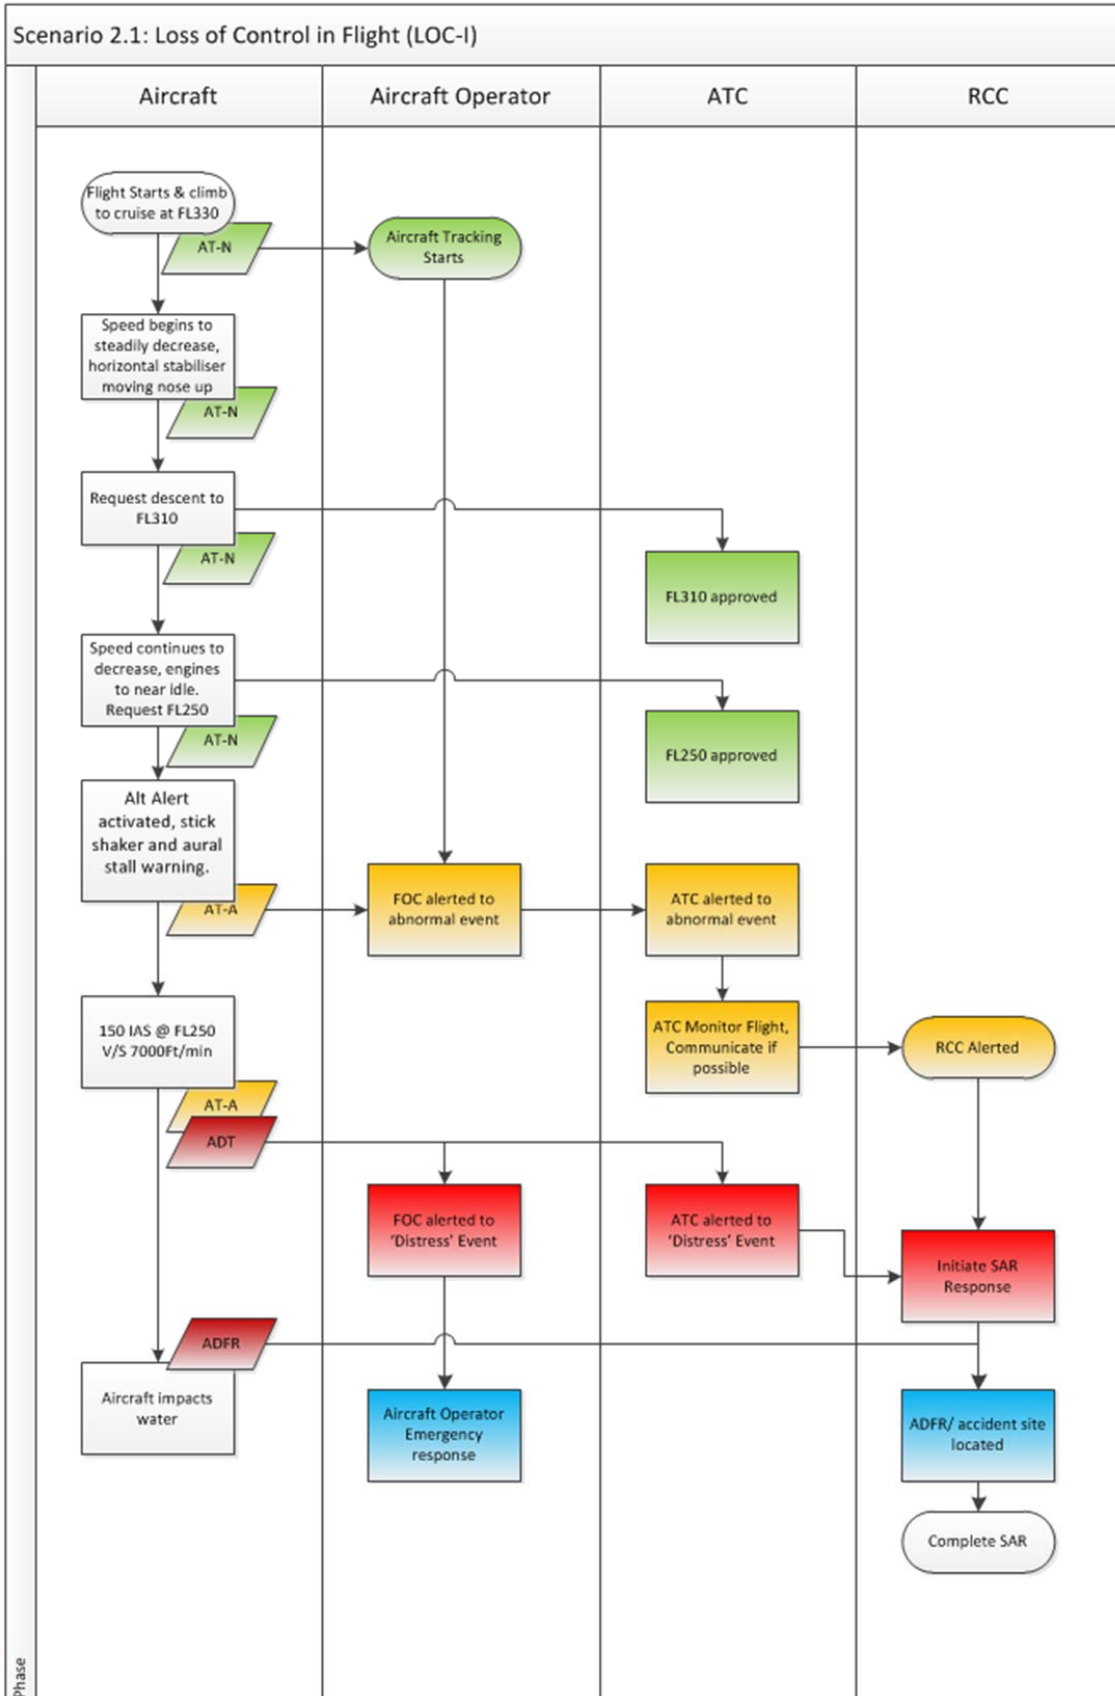 Scenario 2.1: Loss of Control in Flight (LOC-I)
Aircraft
Aircraft Operator
ATC
RCC
Flight Starts & climb
to cruise at FL330
AT-N
Aircraft Tracking
Starts
Speed begins to
steadily decrease,
horizontal stabiliser
moving nose up
AT-N
Request descent to
FL310
AT-N
FL310 approved
Speed continues to
decrease, engines
to near idle.
Request FL250
AT-N
FL250 approved
Alt Alert
activated, stick
shaker and aural
stall warning.
AT-A
FOC alerted to
abnormal event
ATC alerted to
abnormal event
150 IAS @ FL250
V/S 7000Ft/min
ATC Monitor Flight,
Communicate if
possible
RCC Alerted
AT-A
ADT
FOC alerted to
‘Distress’ Event
ATC alerted to
‘Distress’ Event
Initiate SAR
Response
ADFR
Aircraft impacts
water
Aircraft Operator
Emergency
response
ADFR/ accident site
located
Complete SAR
Phase